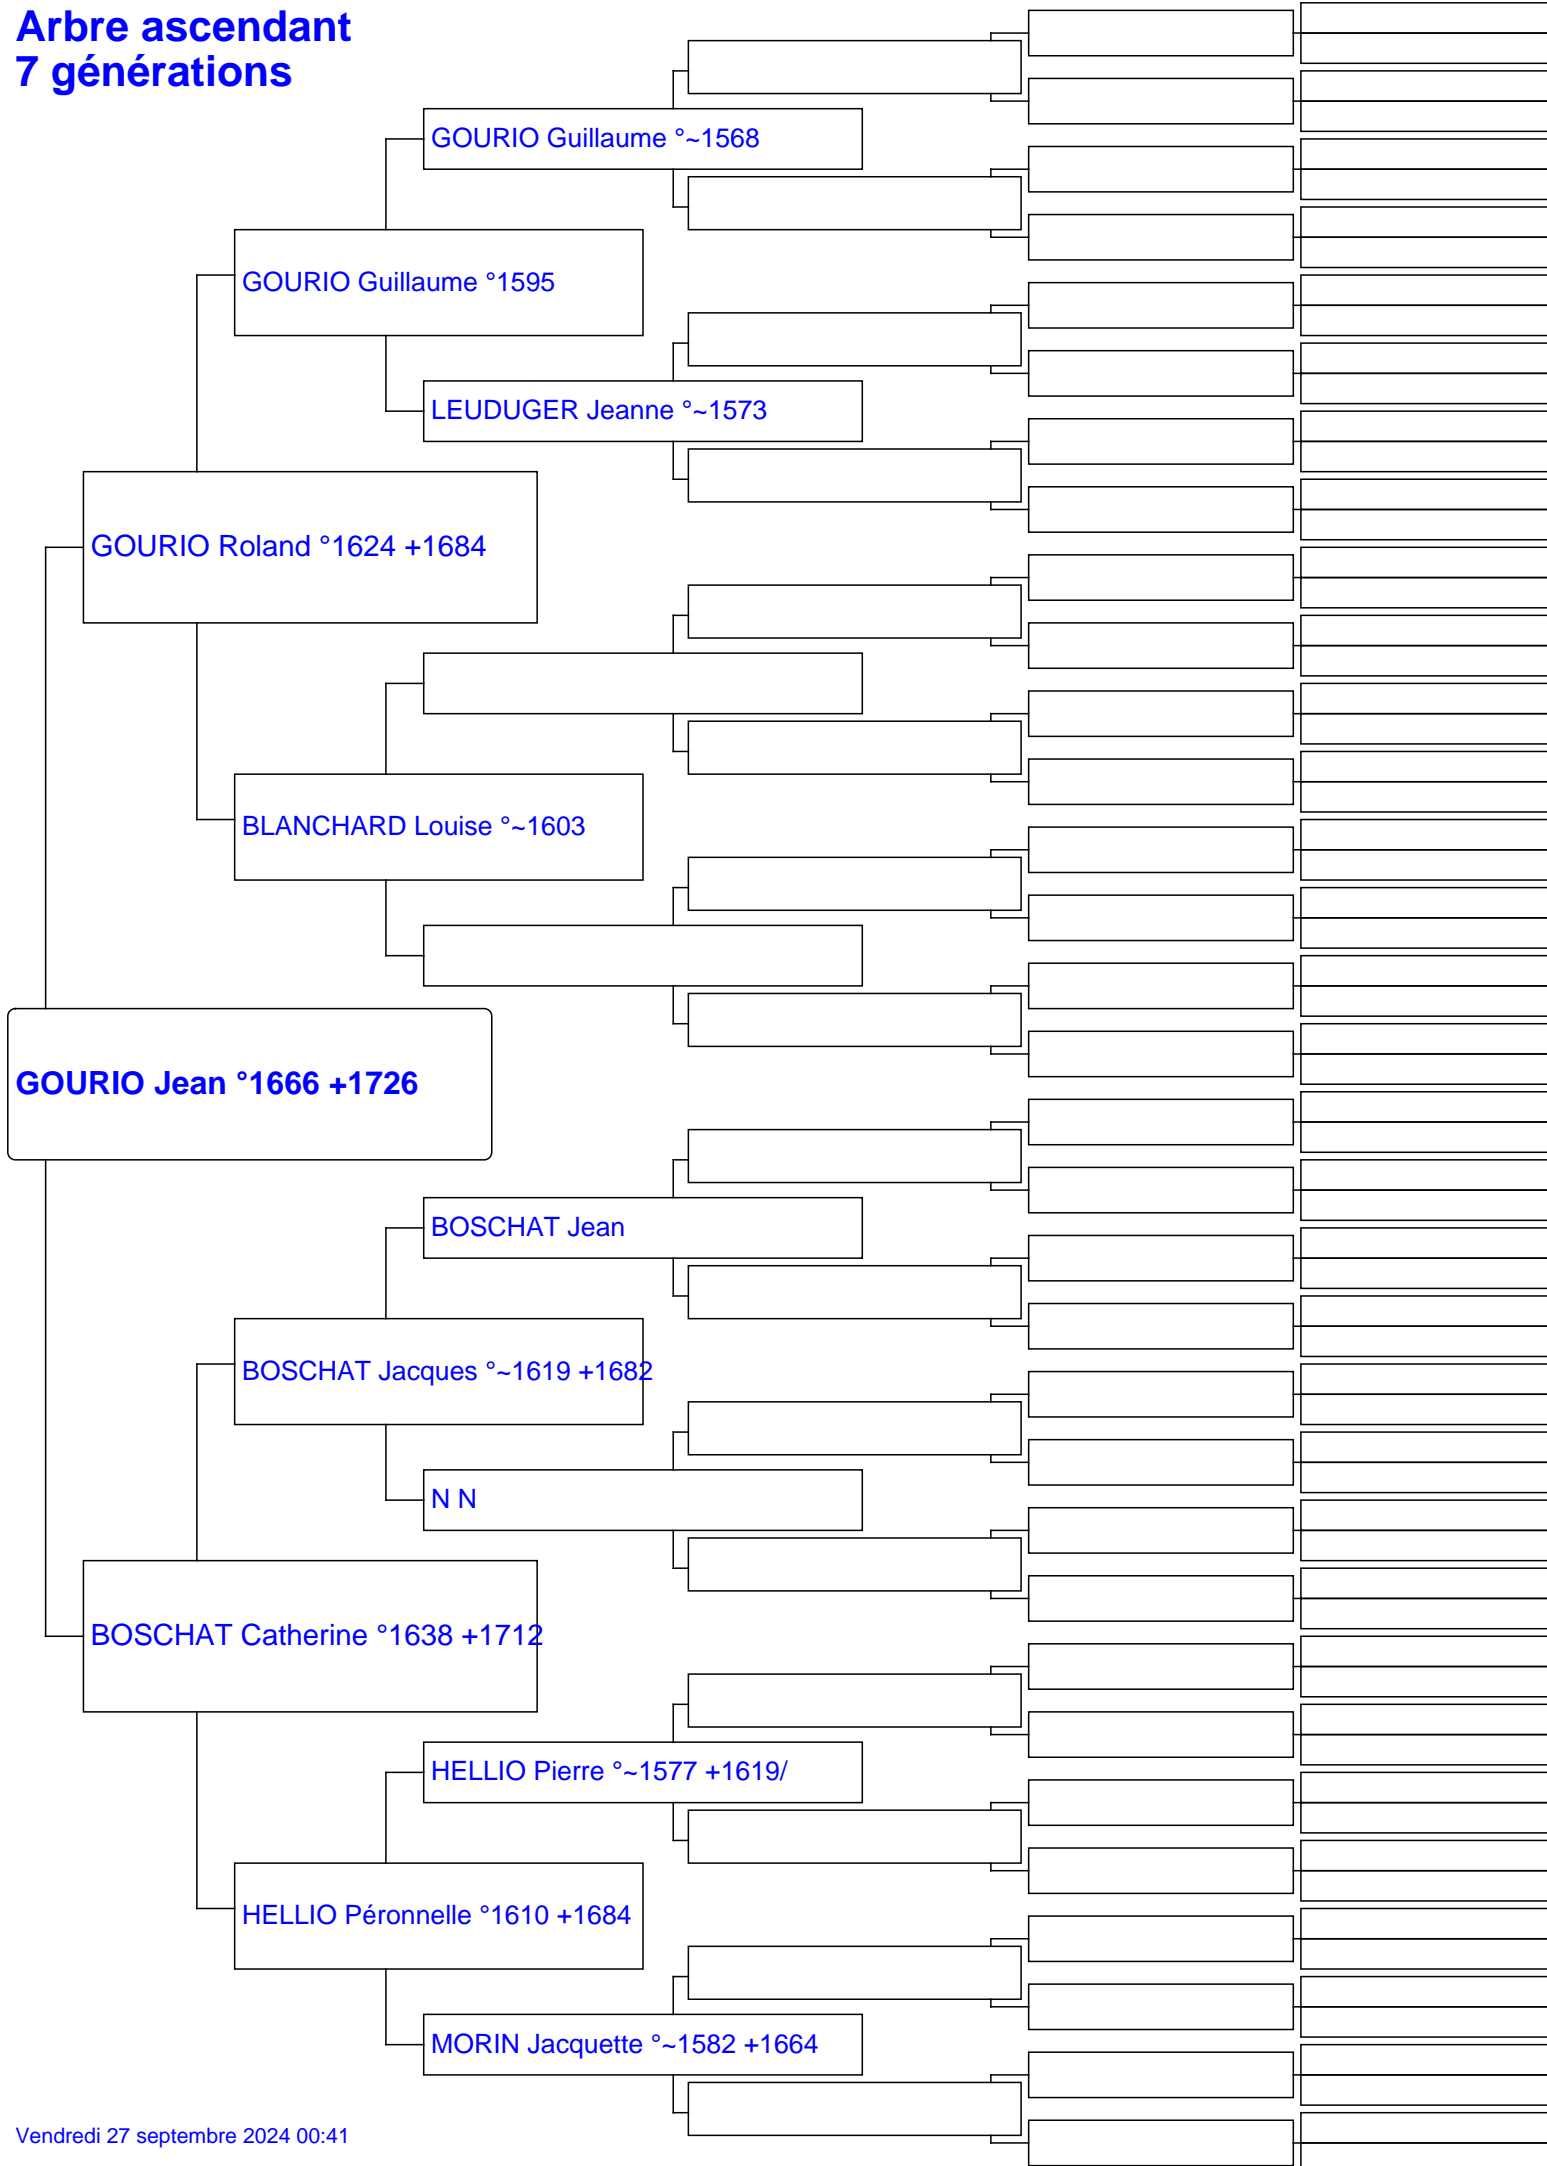 Arbre ascendant
7 générations
GOURIO Guillaume °~1568
GOURIO Guillaume °1595
LEUDUGER Jeanne °~1573
GOURIO Roland °1624 +1684
BLANCHARD Louise °~1603
GOURIO Jean °1666 +1726
BOSCHAT Jean
BOSCHAT Jacques °~1619 +1682
N N
BOSCHAT Catherine °1638 +1712
HELLIO Pierre °~1577 +1619/
HELLIO Péronnelle °1610 +1684
MORIN Jacquette °~1582 +1664
Vendredi 27 septembre 2024 00:41